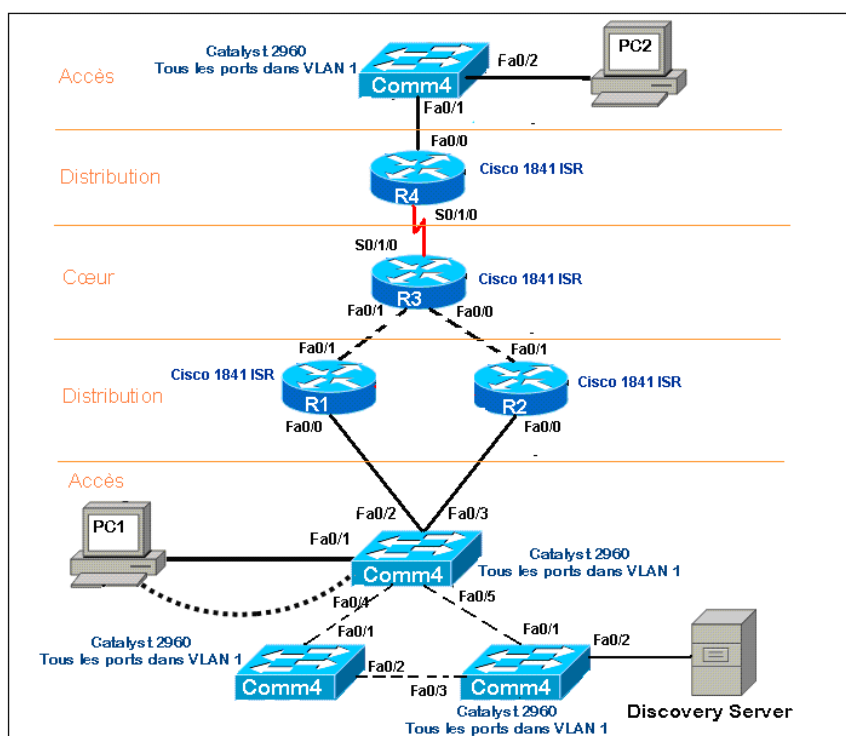 Catalyst 2960
Tous les ports dans VLAN 1
Fa0/2
PC2
Accès
Comm4
Fa0/1
Fa0/0
Distribution
Cisco 1841 ISR
R4
S0/1/0
S0/1/0
Cœur
Cisco 1841 ISR
R3
Fa0/1
Fa0/0
Fa0/1
Fa0/1
Cisco 1841 ISR
Cisco 1841 ISR
Distribution
R1
R2
Fa0/0
Fa0/0
Accès
PC1
Fa0/2
Fa0/3
Fa0/1
Catalyst 2960
Tous les ports dans VLAN 1
Comm4
Fa0/4
Fa0/5
Catalyst 2960
Tous les ports dans VLAN 1
Fa0/1
Fa0/1
Fa0/2
Fa0/2
Comm4
Fa0/3
Comm4
Catalyst 2960
Tous les ports dans VLAN 1
Discovery Server